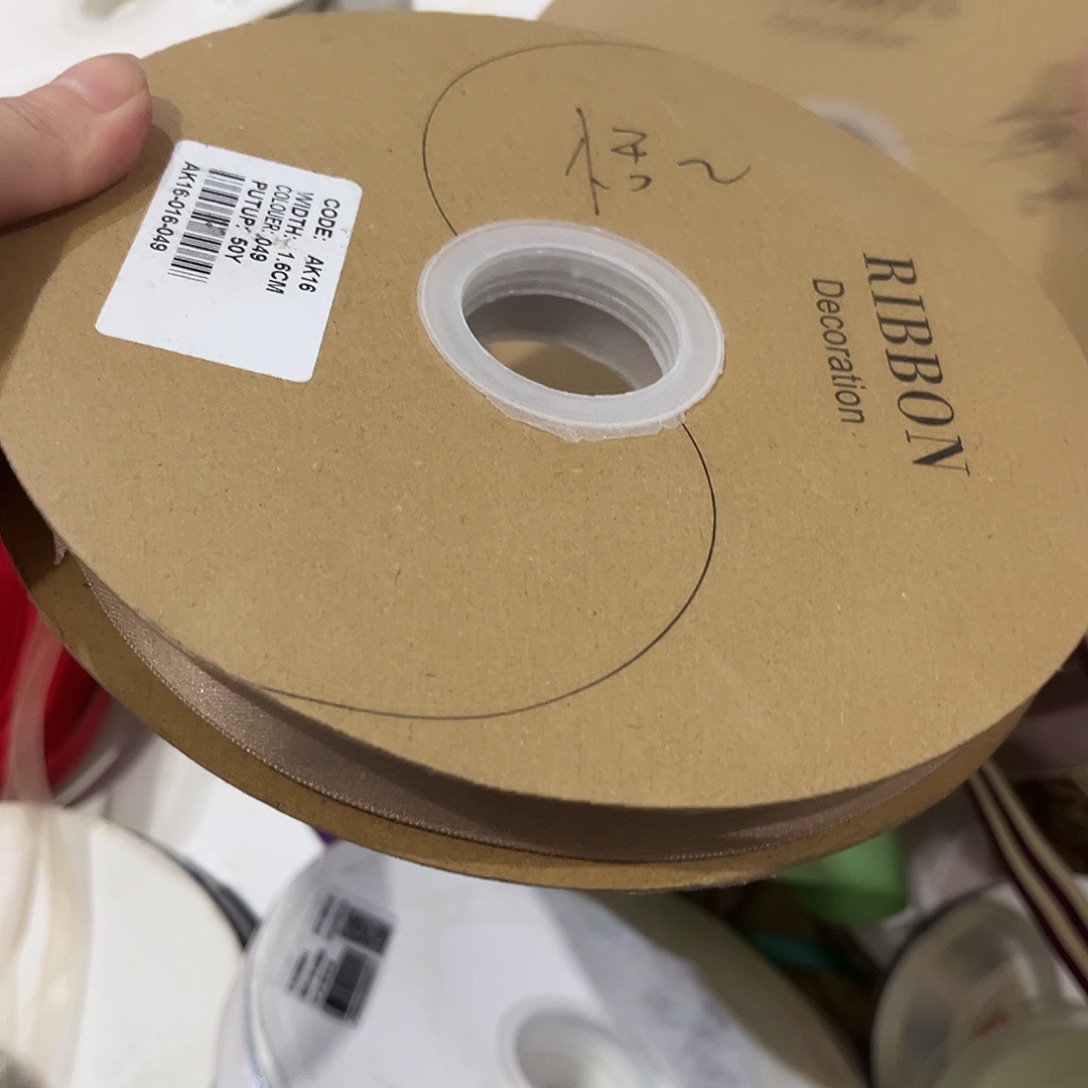 RIBBON
Decoration
CODE: AK16
WIDTH: 1.6CM
COLOUR: 049
PUTUP: 50Y
AK16-016-049